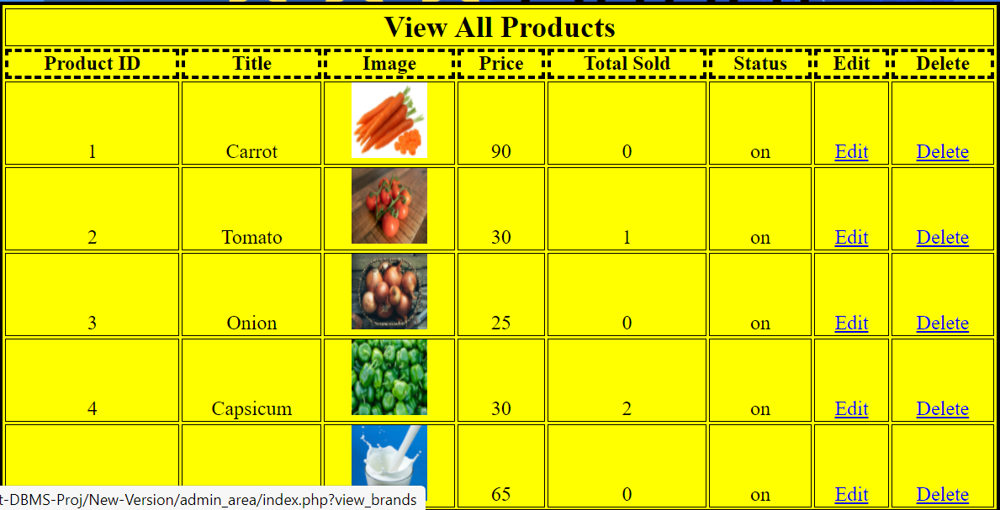 View All Products
Product ID Title Image Price Total Sold Status Edit Delete
1 Carrot 90 0 on Edit Delete
2 Tomato 30 1 on Edit Delete
3 Onion 25 0 on Edit Delete
4 Capsicum 30 2 on Edit Delete
65 0 on Edit Delete
t-DBMS-Proj/New-Version/admin_area/index.php?view_brands